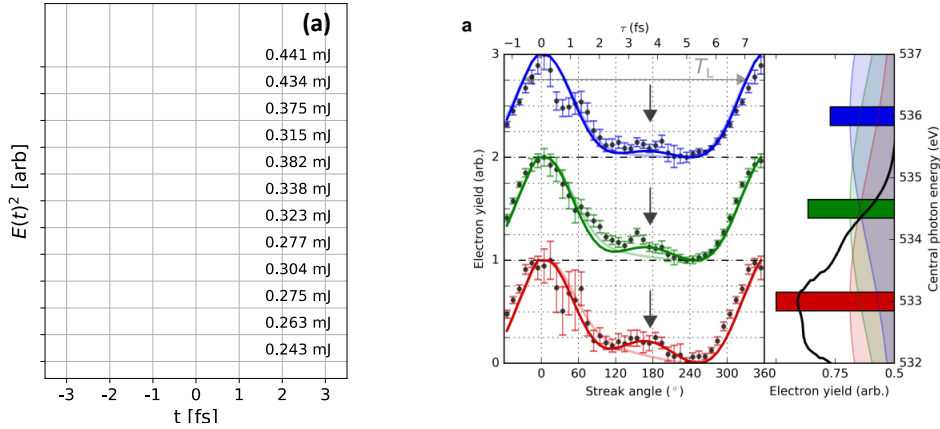 (a)
0.441 mJ
0.434 mJ
0.375 mJ
0.315 mJ
0.382 mJ
0.338 mJ
0.323 mJ
0.277 mJ
0.304 mJ
0.275 mJ
0.263 mJ
0.243 mJ
E(t)² [arb]
−3 −2 −1 0 1 2 3
t [fs]
a
τ (fs)
−1 0 1 2 3 4 5 6 7
T_L
Electron yield (arb.)
3
2
1
0
0 60 120 180 240 300 360
Streak angle (°)
537
536
535
534
533
532
Central photon energy (eV)
0.75 0.5
Electron yield (arb.)